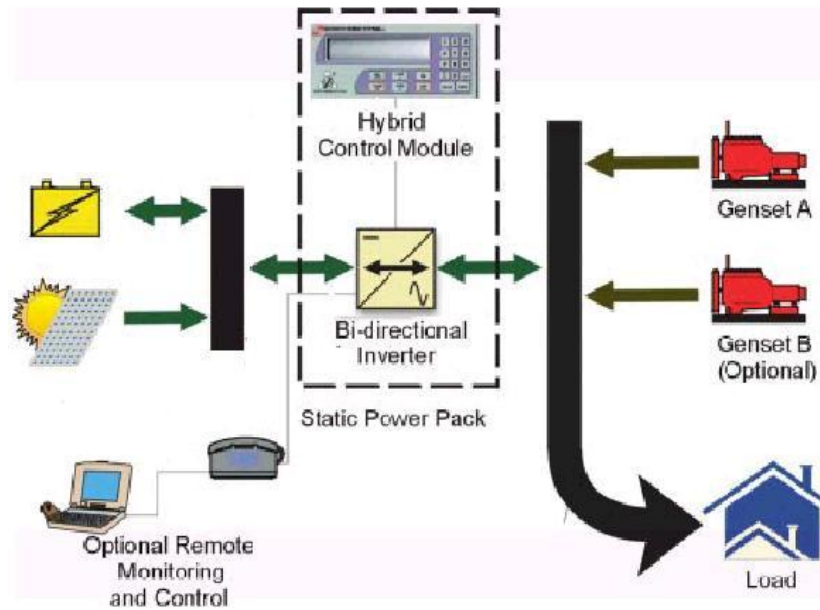 Hybrid
Control Module
Genset A
Bi-directional
Inverter
Genset B
(Optional)
Static Power Pack
Optional Remote
Monitoring
and Control
Load